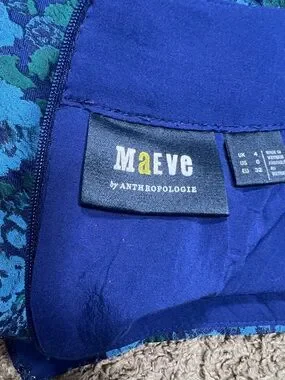 MaEVe
by ANTHROPOLOGIE
UK 4
US 0
EU 32